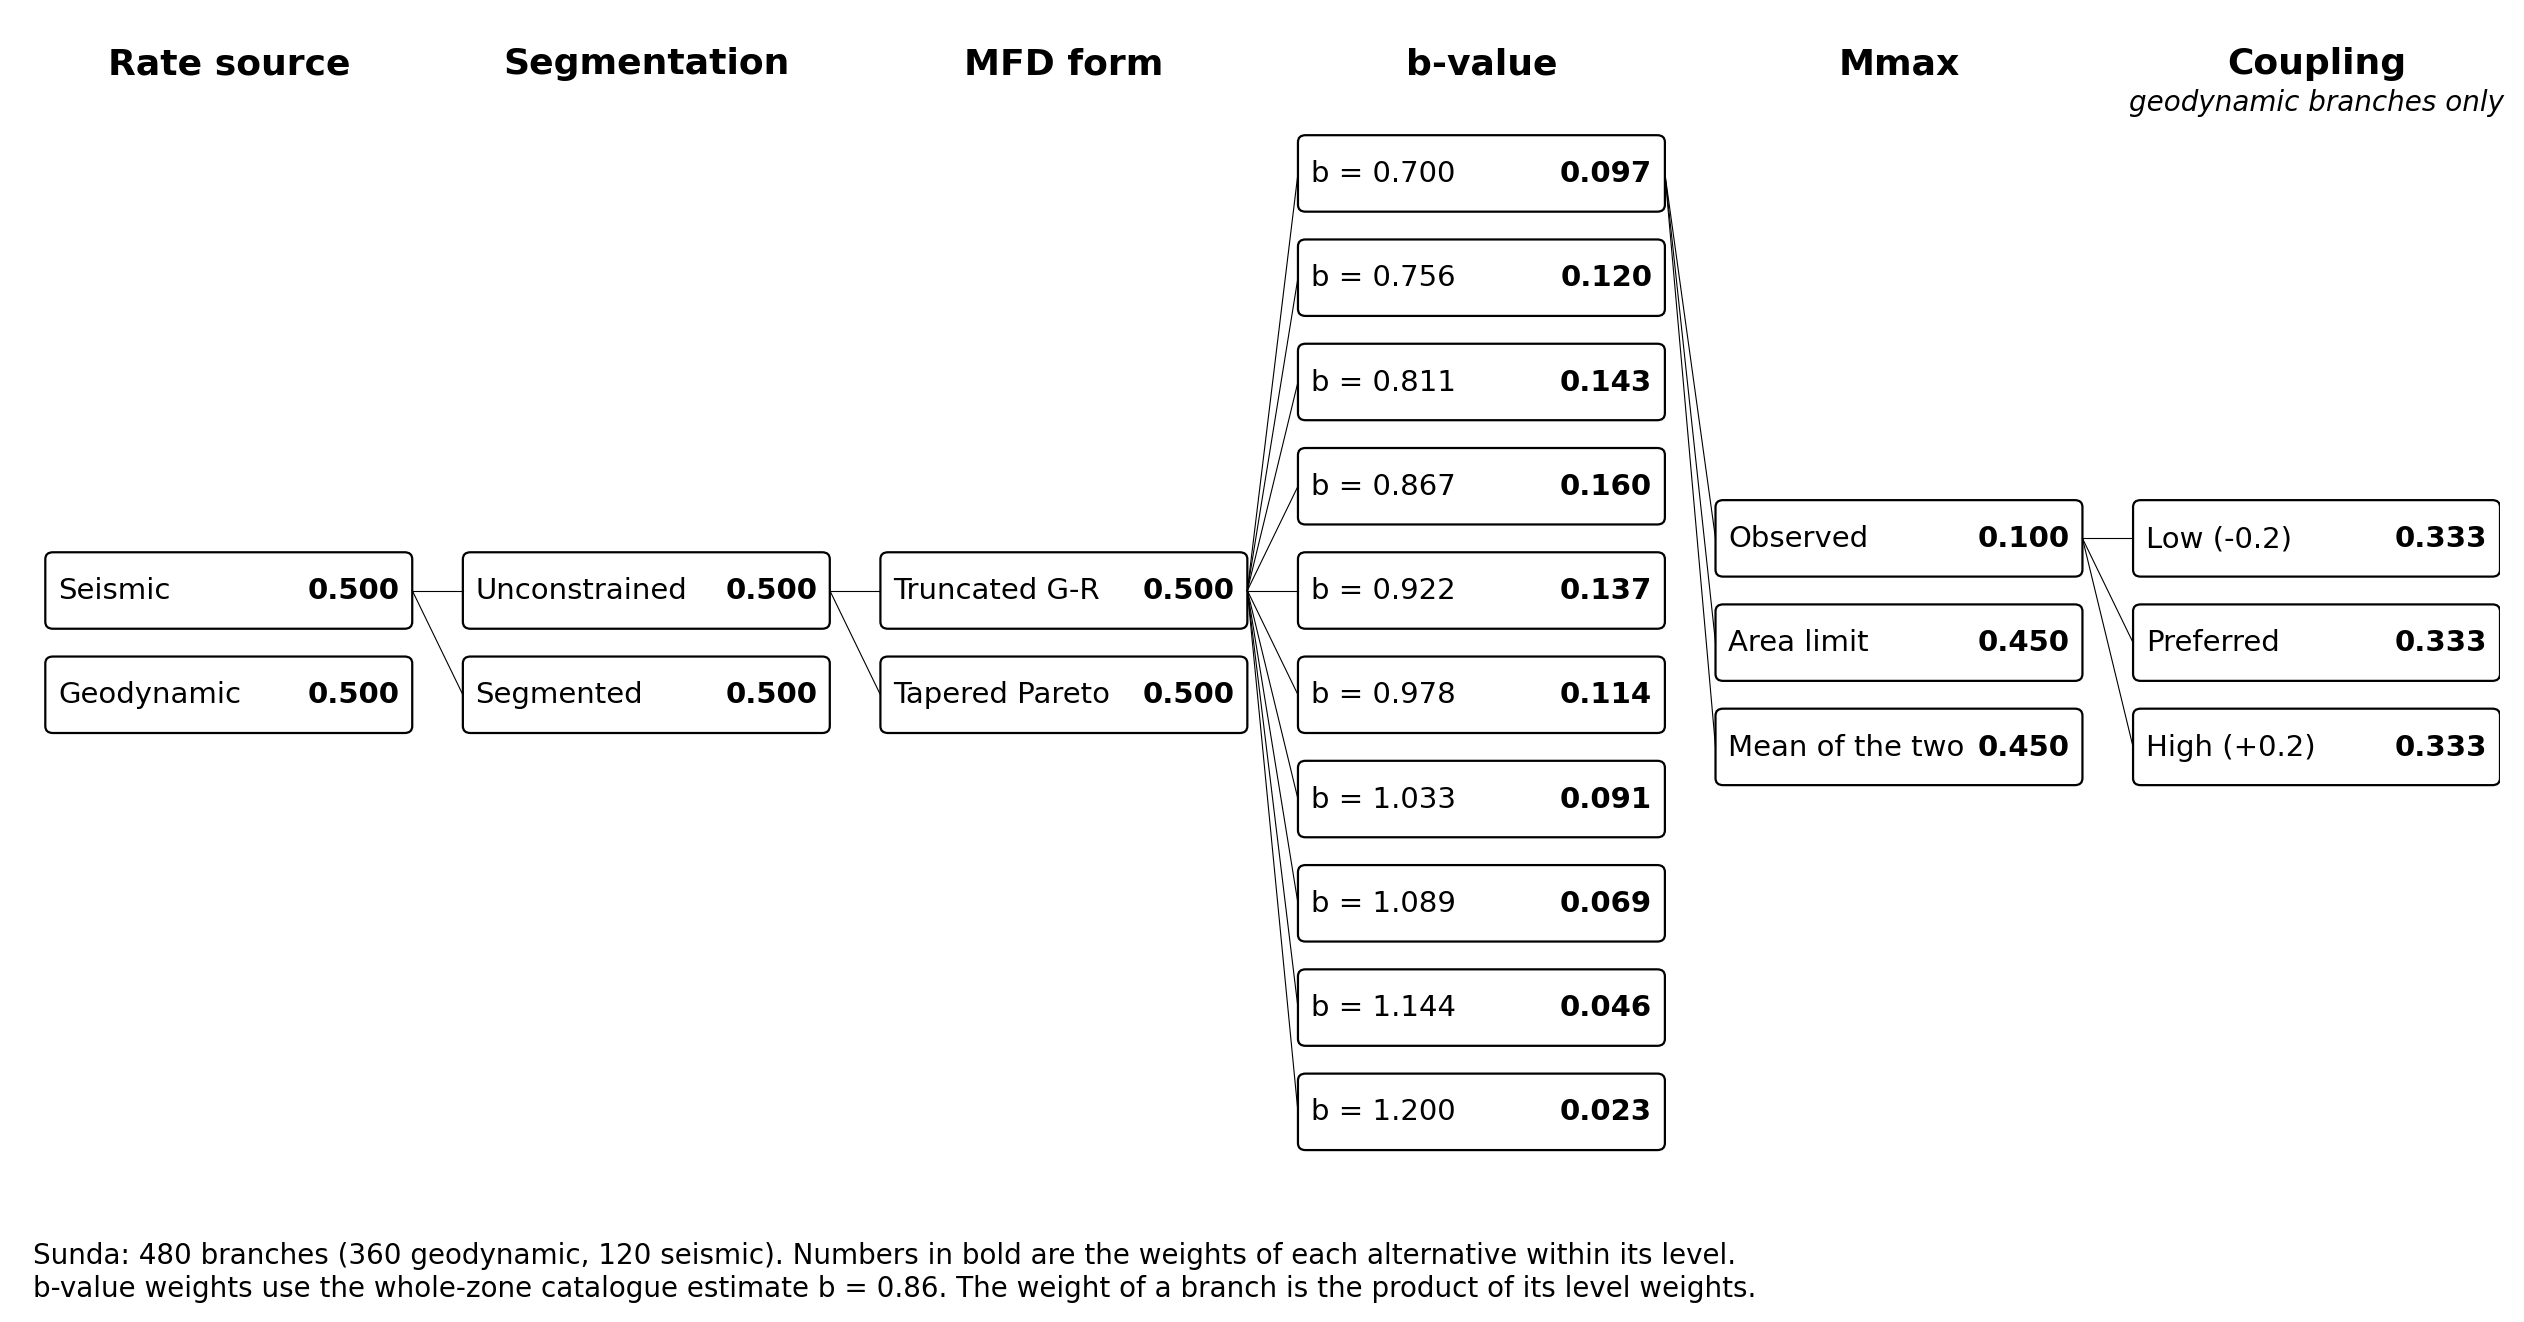 Rate source
Segmentation
MFD form
b-value
Mmax
Coupling
geodynamic branches only
Seismic 0.500
Geodynamic 0.500
Unconstrained 0.500
Segmented 0.500
Truncated G-R 0.500
Tapered Pareto 0.500
b = 0.700 0.097
b = 0.756 0.120
b = 0.811 0.143
b = 0.867 0.160
b = 0.922 0.137
b = 0.978 0.114
b = 1.033 0.091
b = 1.089 0.069
b = 1.144 0.046
b = 1.200 0.023
Observed 0.100
Area limit 0.450
Mean of the two 0.450
Low (-0.2) 0.333
Preferred 0.333
High (+0.2) 0.333
Sunda: 480 branches (360 geodynamic, 120 seismic). Numbers in bold are the weights of each alternative within its level.
b-value weights use the whole-zone catalogue estimate b = 0.86. The weight of a branch is the product of its level weights.